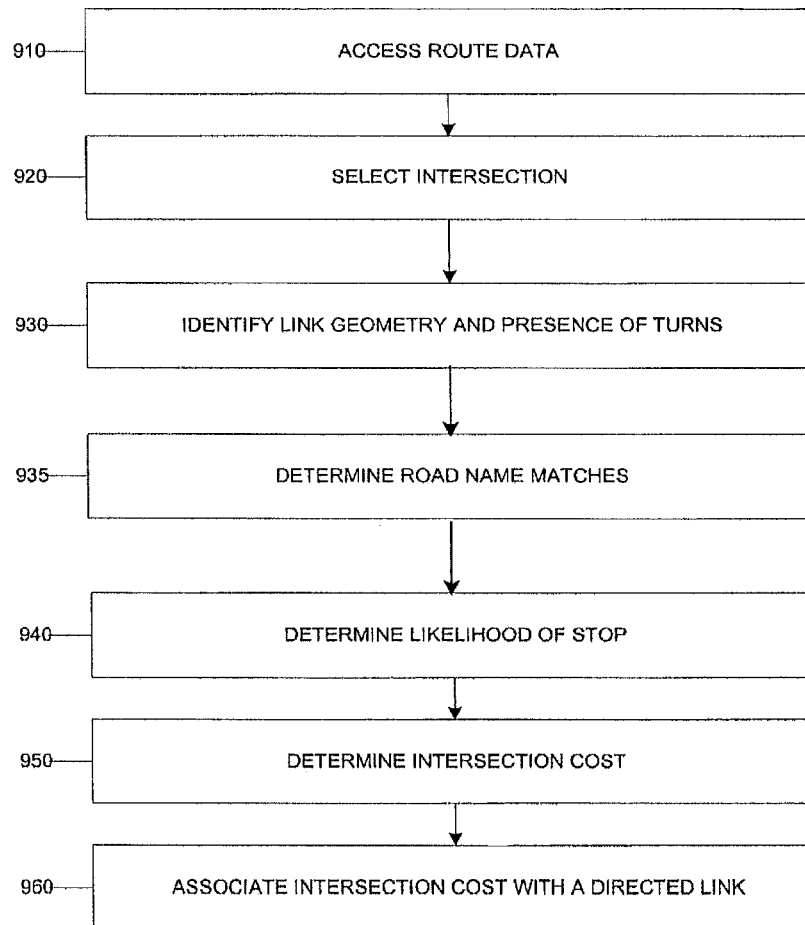 910 ACCESS ROUTE DATA
920 SELECT INTERSECTION
930 IDENTIFY LINK GEOMETRY AND PRESENCE OF TURNS
935 DETERMINE ROAD NAME MATCHES
940 DETERMINE LIKELIHOOD OF STOP
950 DETERMINE INTERSECTION COST
960 ASSOCIATE INTERSECTION COST WITH A DIRECTED LINK